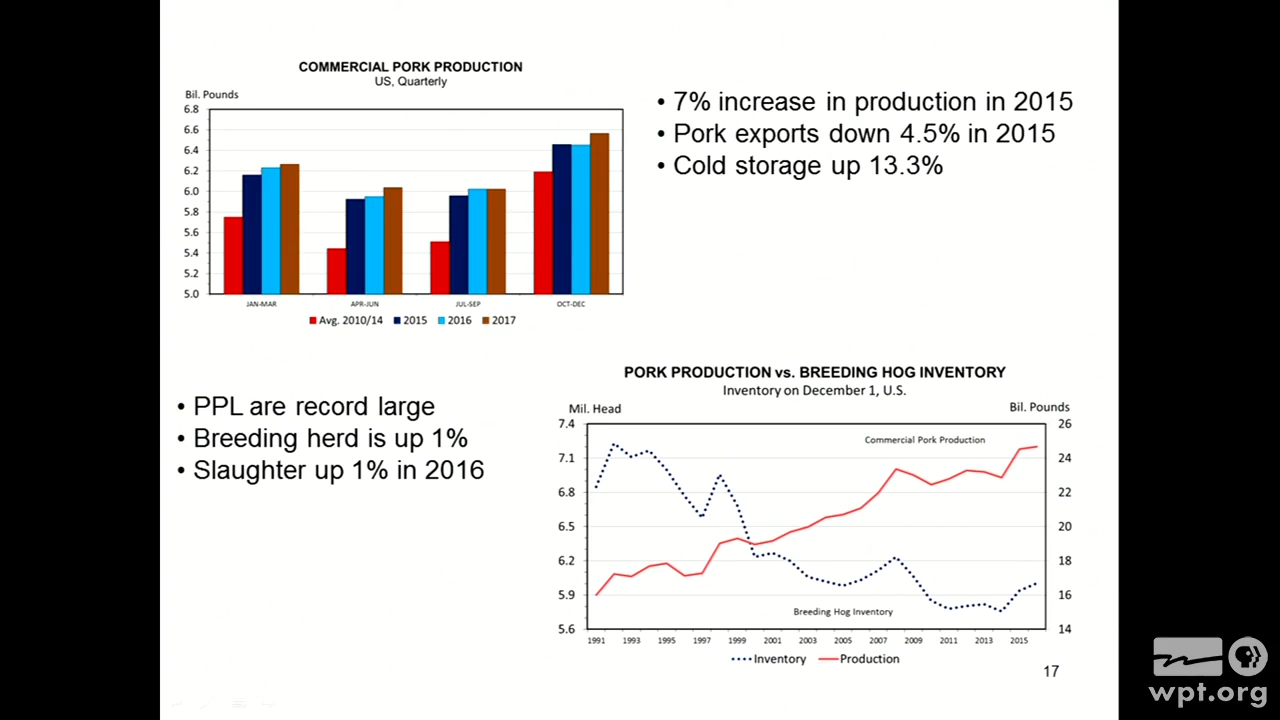 COMMERCIAL PORK PRODUCTION
US, Quarterly
Bil. Pounds
6.8
6.6
6.4
6.2
6.0
5.8
5.6
5.4
5.2
5.0
JAN-MAR APR-JUN JUL-SEP OCT-DEC
Avg. 2010/14 2015 2016 2017
• 7% increase in production in 2015
• Pork exports down 4.5% in 2015
• Cold storage up 13.3%
• PPL are record large
• Breeding herd is up 1%
• Slaughter up 1% in 2016
PORK PRODUCTION vs. BREEDING HOG INVENTORY
Inventory on December 1, U.S.
Mil. Head Bil. Pounds
7.4 26
Commercial Pork Production
7.1 24
6.8 22
6.5 20
6.2 18
5.9 16
Breeding Hog Inventory
5.6 14
1991 1993 1995 1997 1999 2001 2003 2005 2007 2009 2011 2013 2015
Inventory Production
17
PBS
wpt.org